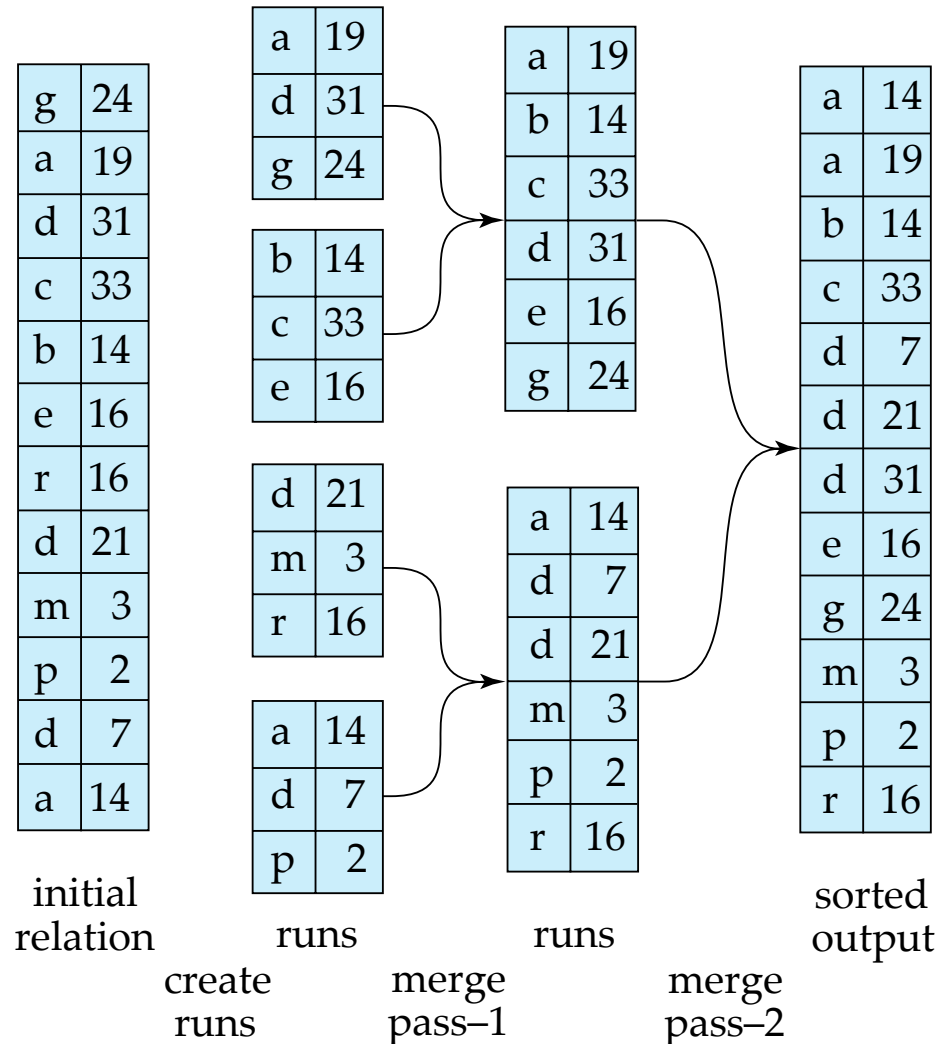 g 24
a 19
d 31
c 33
b 14
e 16
r 16
d 21
m 3
p 2
d 7
a 14
initial
relation
create
runs
a 19
d 31
g 24
b 14
c 33
e 16
d 21
m 3
r 16
a 14
d 7
p 2
runs
merge
pass–1
a 19
b 14
c 33
d 31
e 16
g 24
a 14
d 7
d 21
m 3
p 2
r 16
runs
merge
pass–2
a 14
a 19
b 14
c 33
d 7
d 21
d 31
e 16
g 24
m 3
p 2
r 16
sorted
output